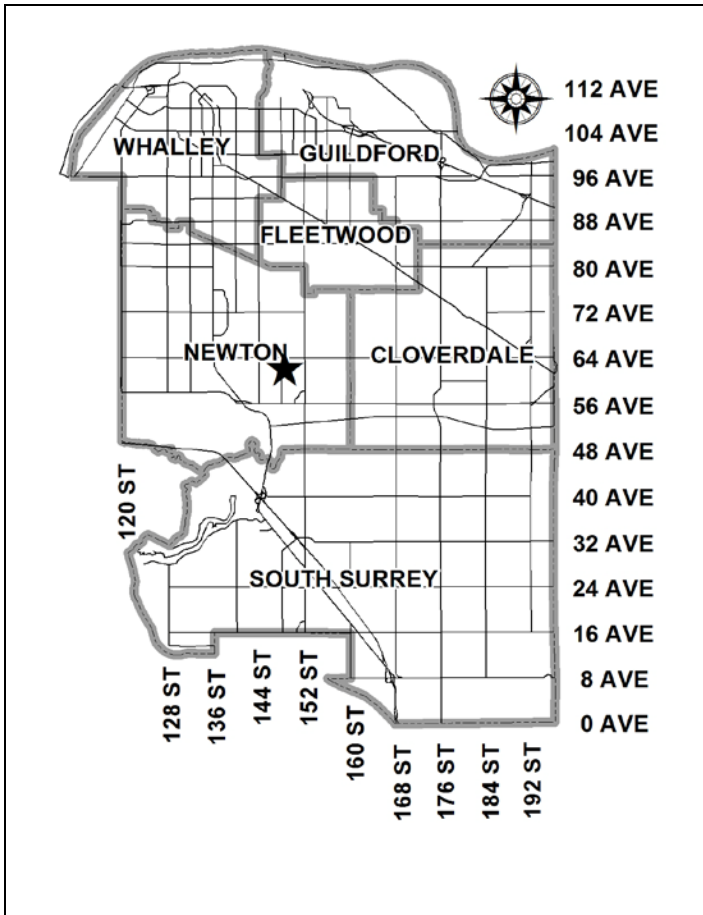 112 AVE
104 AVE
WHALLEY
GUILDFORD
96 AVE
88 AVE
FLEETWOOD
80 AVE
72 AVE
NEWTON
CLOVERDALE
64 AVE
56 AVE
48 AVE
120 ST
40 AVE
32 AVE
SOUTH SURREY
24 AVE
16 AVE
8 AVE
0 AVE
128 ST
136 ST
144 ST
152 ST
160 ST
168 ST
176 ST
184 ST
192 ST